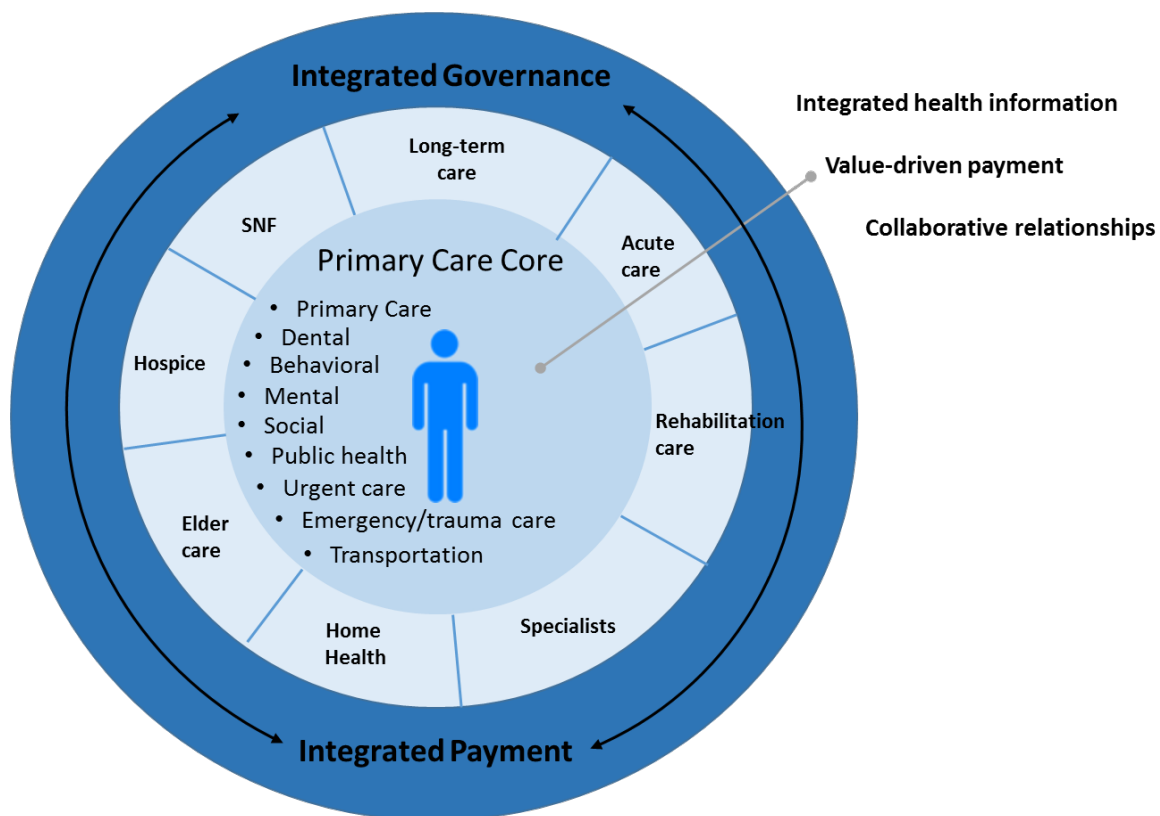 Integrated Governance
Integrated health information
Value-driven payment
Collaborative relationships
Long-term
care
SNF
Acute
care
Hospice
Rehabilitation
care
Elder
care
Home
Health
Specialists
Primary Care Core
• Primary Care
• Dental
• Behavioral
• Mental
• Social
• Public health
• Urgent care
• Emergency/trauma care
• Transportation
Integrated Payment